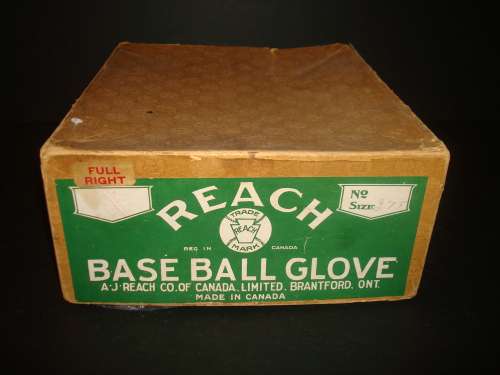 FULL
RIGHT
REACH
Nº
SIZE
TRADE
REACH
MARK
REG. IN CANADA
BASE BALL GLOVE
A·J·REACH CO. OF CANADA, LIMITED. BRANTFORD, ONT.
MADE IN CANADA